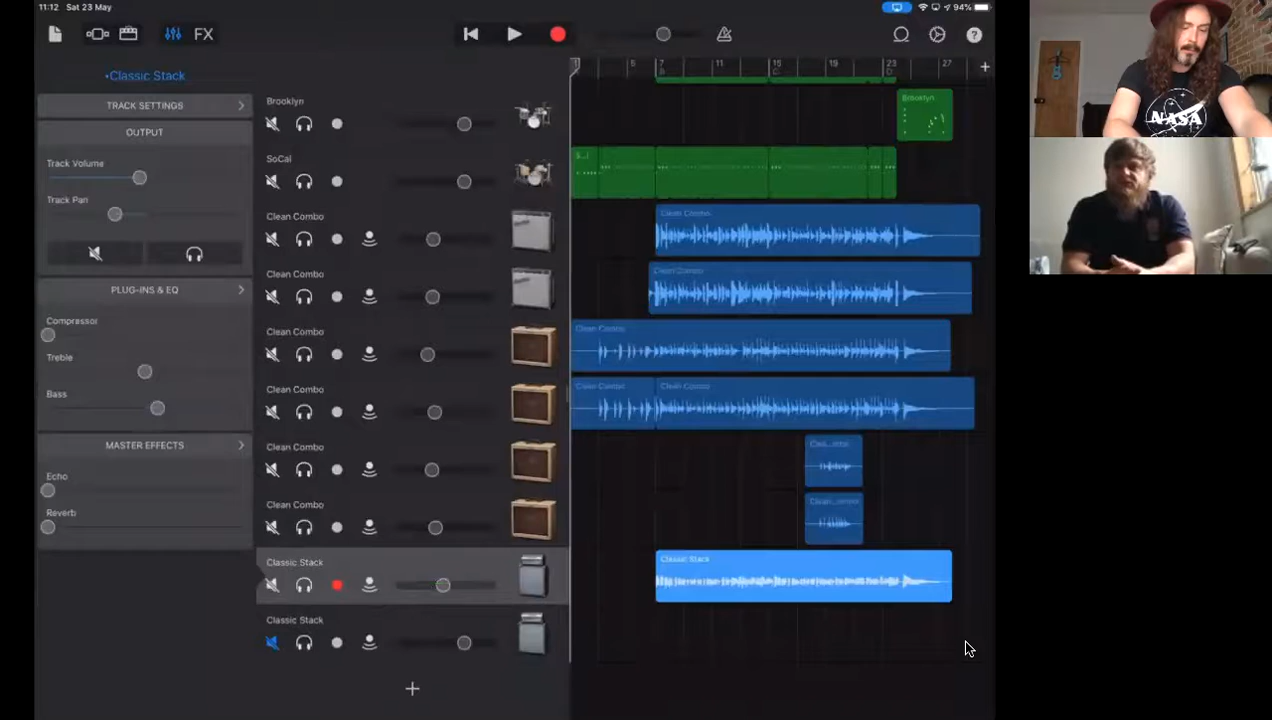 11:12 Sat 23 May
94%
FX
•Classic Stack
TRACK SETTINGS
OUTPUT
Track Volume
Track Pan
PLUG-INS & EQ
Compressor
Treble
Bass
MASTER EFFECTS
Echo
Reverb
Brooklyn
SoCal
Clean Combo
Clean Combo
Clean Combo
Clean Combo
Clean Combo
Clean Combo
Classic Stack
Classic Stack
5 7 11 15 19 23 27
B C D
Brooklyn
S...l
Clean Combo
Clean Combo
Clean Combo
Clean Combo Clean Combo
Classic Stack
NASA